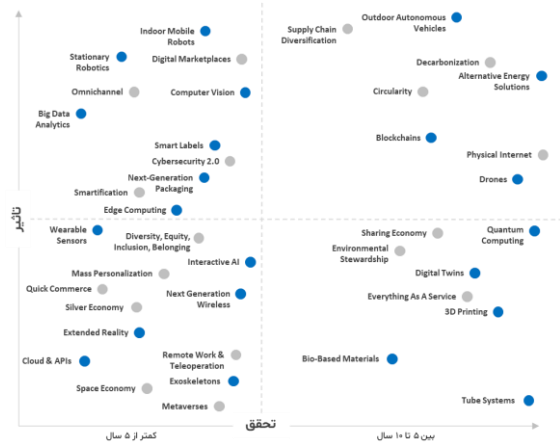 Outdoor Autonomous
Vehicles
Indoor Mobile
Robots
Supply Chain
Diversification
Stationary
Robotics
Digital Marketplaces
Decarbonization
Alternative Energy
Solutions
Omnichannel
Computer Vision
Circularity
Big Data
Analytics
Blockchains
Smart Labels
Cybersecurity 2.0
Physical Internet
Next-Generation
Packaging
Drones
Smartification
Edge Computing
تاثیر
Wearable
Sensors
Diversity, Equity,
Inclusion, Belonging
Sharing Economy
Quantum
Computing
Environmental
Stewardship
Interactive AI
Mass Personalization
Digital Twins
Quick Commerce
Next Generation
Wireless
Everything As A Service
Silver Economy
3D Printing
Extended Reality
Cloud & APIs
Remote Work &
Teleoperation
Bio-Based Materials
Exoskeletons
Space Economy
Metaverses
Tube Systems
تحقق
کمتر از ۵ سال
بین ۵ تا ۱۰ سال